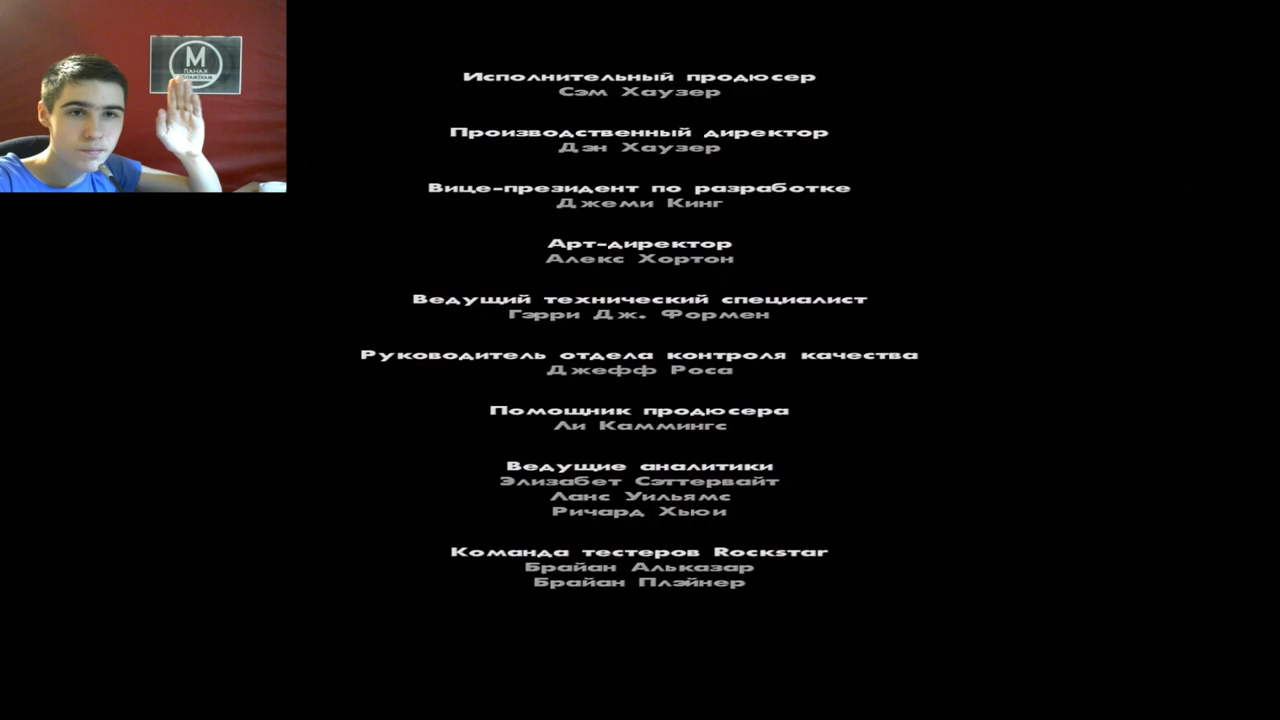 М
ПАНДА
Исполнительный продюсер
Сэм Хаузер
Производственный директор
Дэн Хаузер
Вице-президент по разработке
Джеми Кинг
Арт-директор
Алекс Хортон
Ведущий технический специалист
Гэрри Дж. Формен
Руководитель отдела контроля качества
Джефф Роса
Помощник продюсера
Ли Каммингс
Ведущие аналитики
Элизабет Сэттервайт
Ланс Уильямс
Ричард Хьюи
Команда тестеров Rockstar
Брайан Альказар
Брайан Плэйнер